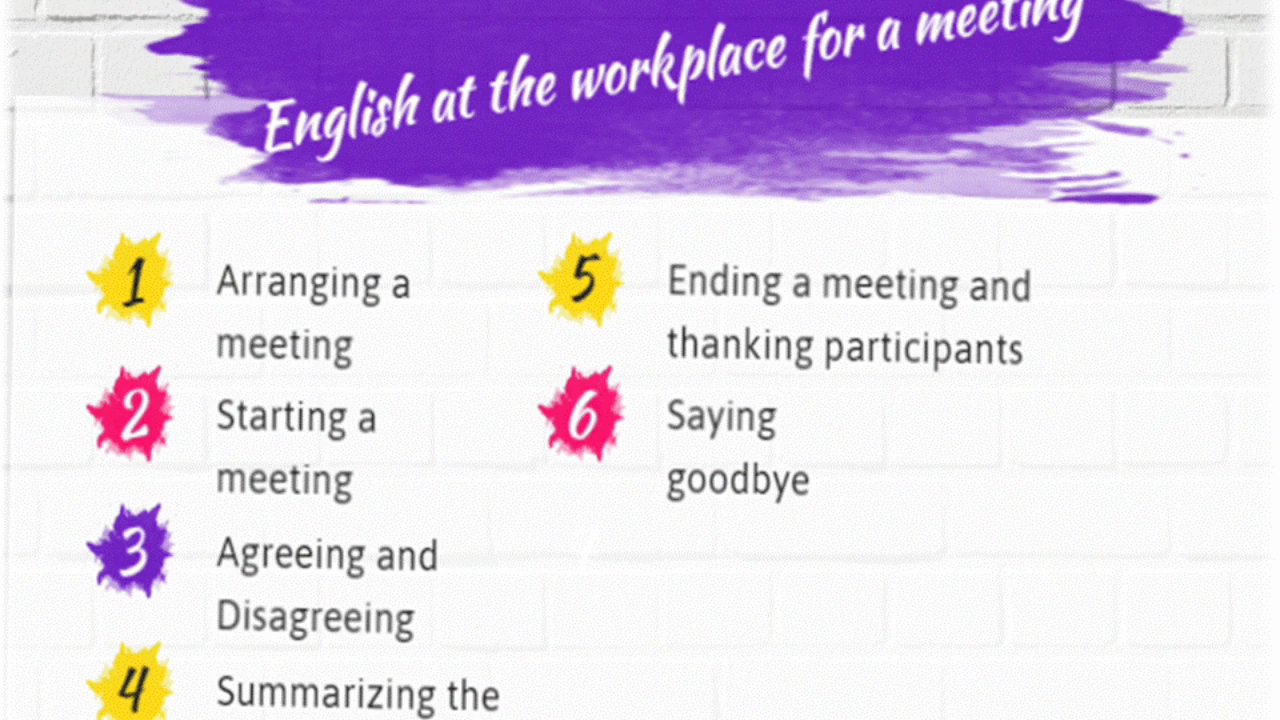 English at the workplace for a meeting
1 Arranging a
meeting
2 Starting a
meeting
3 Agreeing and
Disagreeing
4 Summarizing the
5 Ending a meeting and
thanking participants
6 Saying
goodbye